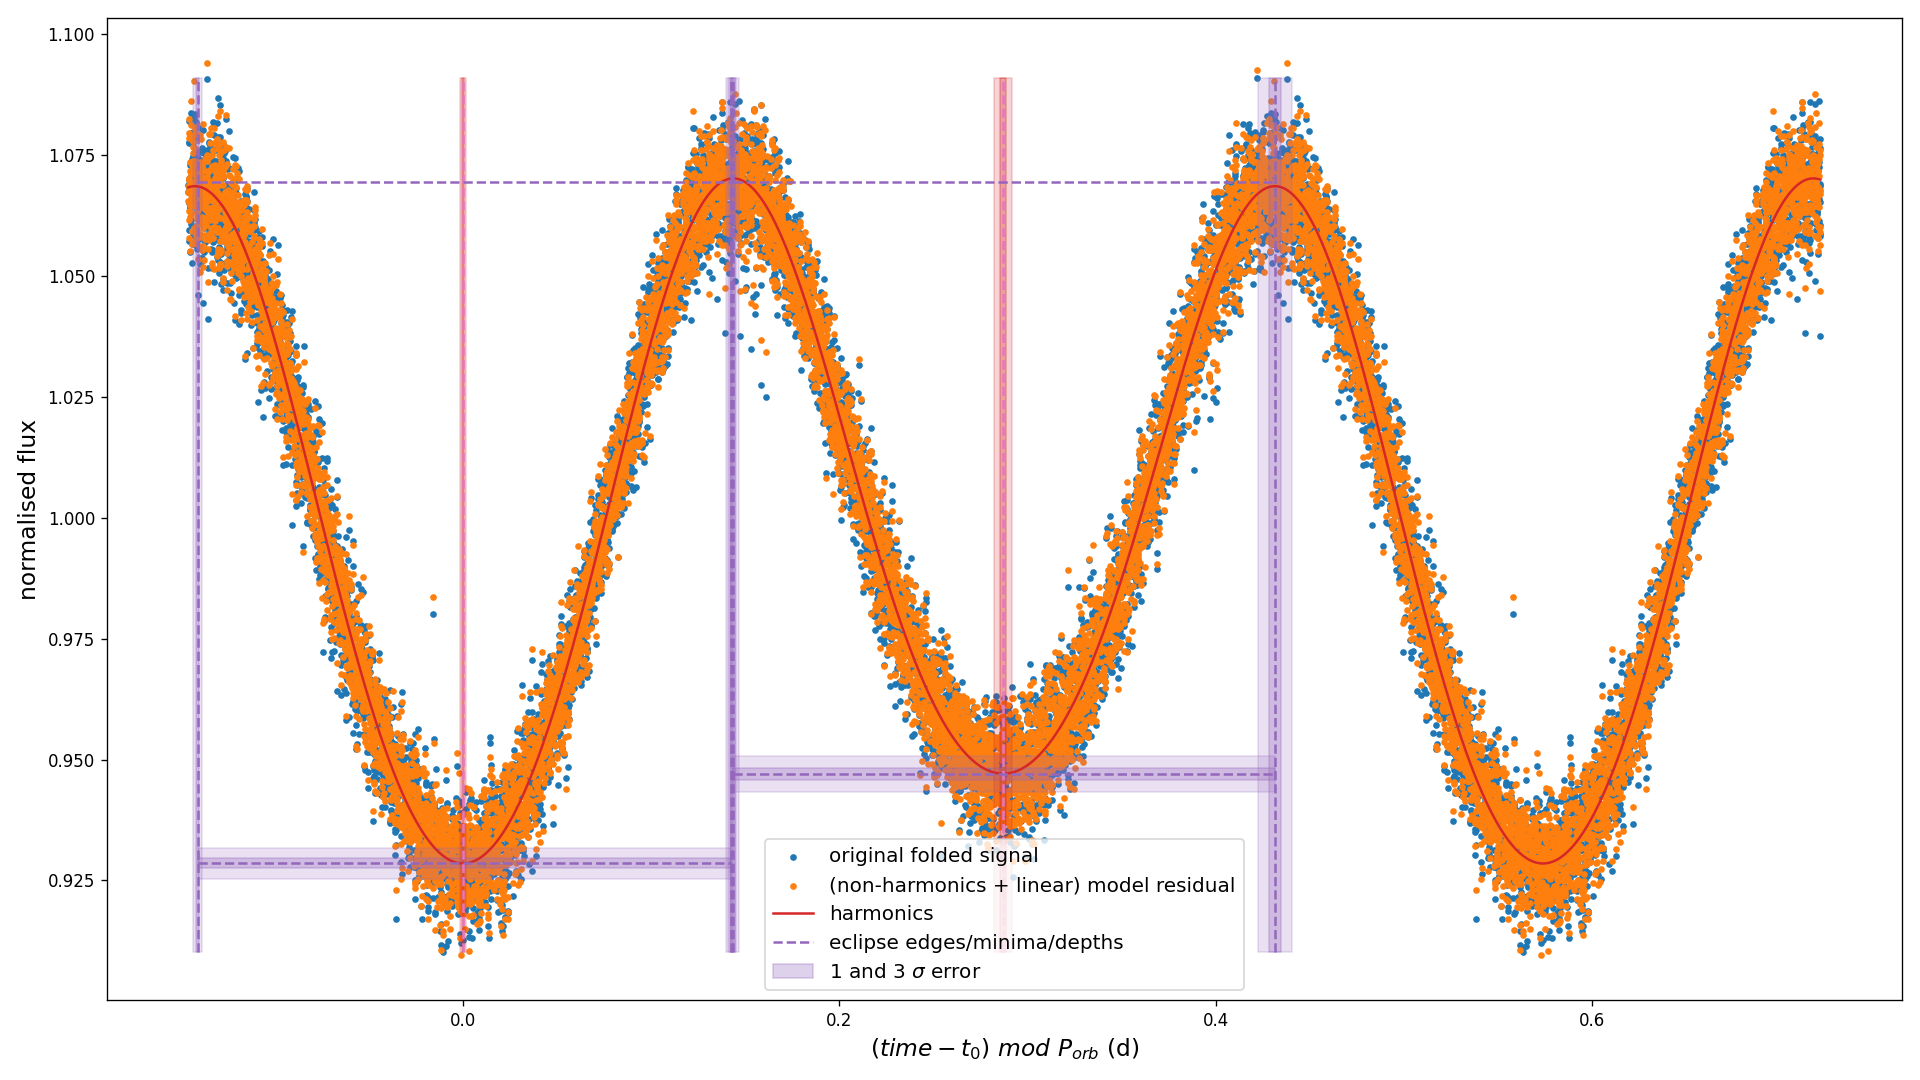 1.100
1.075
1.050
1.025
1.000
0.975
0.950
0.925
normalised flux
original folded signal
(non-harmonics + linear) model residual
harmonics
eclipse edges/minima/depths
1 and 3 σ error
0.0 0.2 0.4 0.6
(time − t₀) mod Pₒᵣb (d)